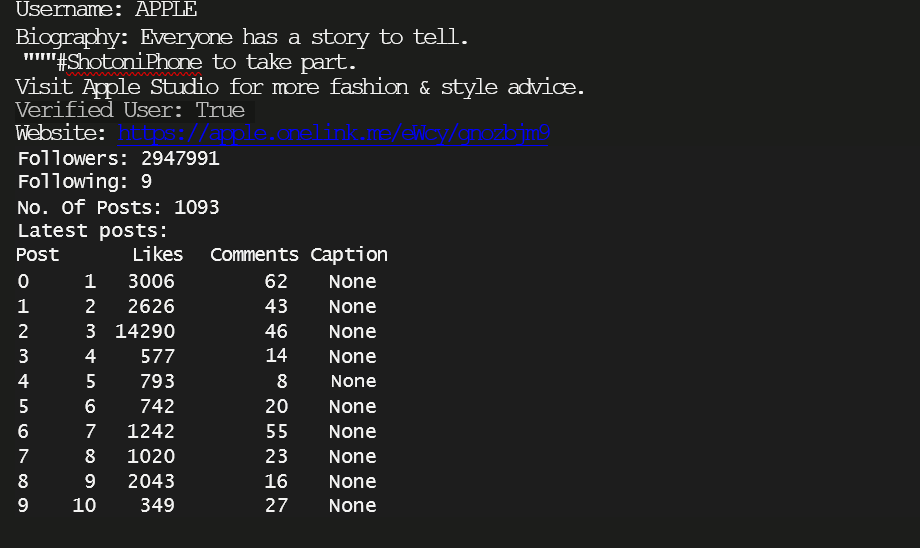 Username: APPLE
Biography: Everyone has a story to tell.
"""#ShotoniPhone to take part.
Visit Apple Studio for more fashion & style advice.
Verified User: True
Website: https://apple.onelink.me/
Followers: 2947991
Following: 9
No. Of Posts: 1093
Latest posts:
Post Likes Comments Caption
0 1 3006 62 None
1 2 2626 43 None
2 3 14290 46 None
3 4 577 14 None
4 5 793 8 None
5 6 742 20 None
6 7 1242 55 None
7 8 1020 23 None
8 9 2043 16 None
9 10 349 27 None